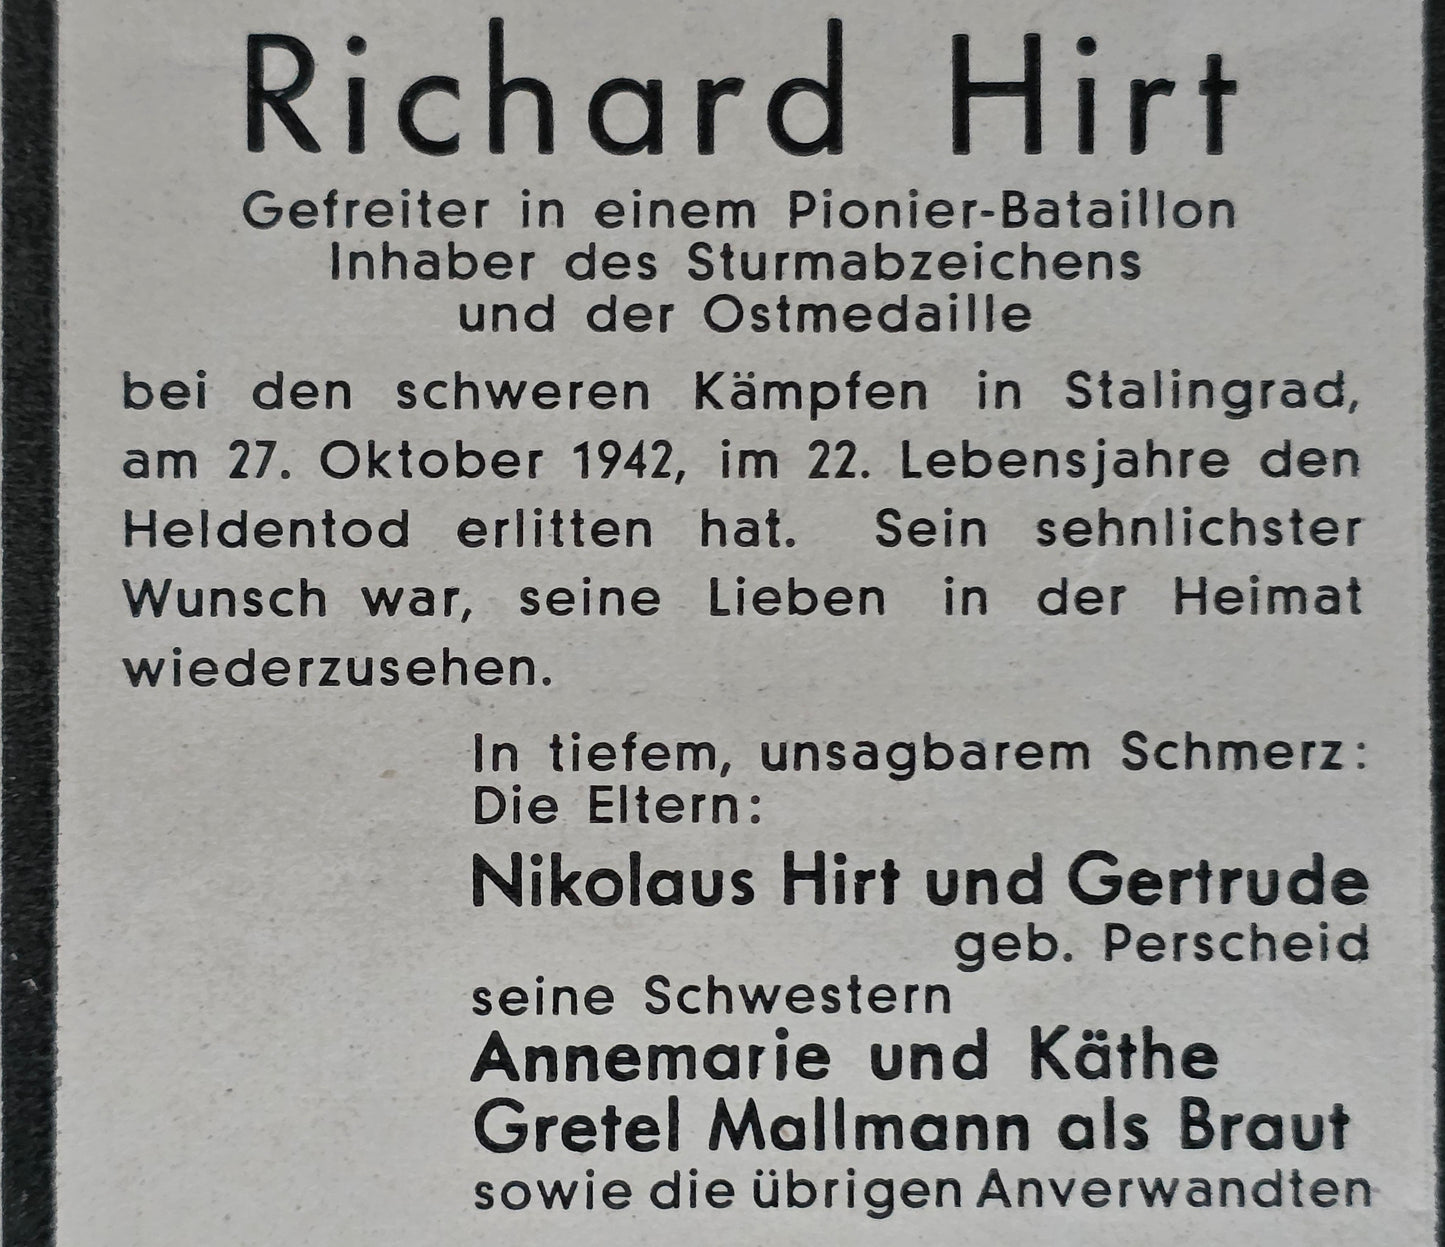 Richard Hirt
Gefreiter in einem Pionier-Bataillon
Inhaber des Sturmabzeichens
und der Ostmedaille
bei den schweren Kämpfen in Stalingrad,
am 27. Oktober 1942, im 22. Lebensjahre den
Heldentod erlitten hat. Sein sehnlichster
Wunsch war, seine Lieben in der Heimat
wiederzusehen.
In tiefem, unsagbarem Schmerz:
Die Eltern:
Nikolaus Hirt und Gertrude
geb. Perscheid
seine Schwestern
Annemarie und Käthe
Gretel Mallmann als Braut
sowie die übrigen Anverwandten